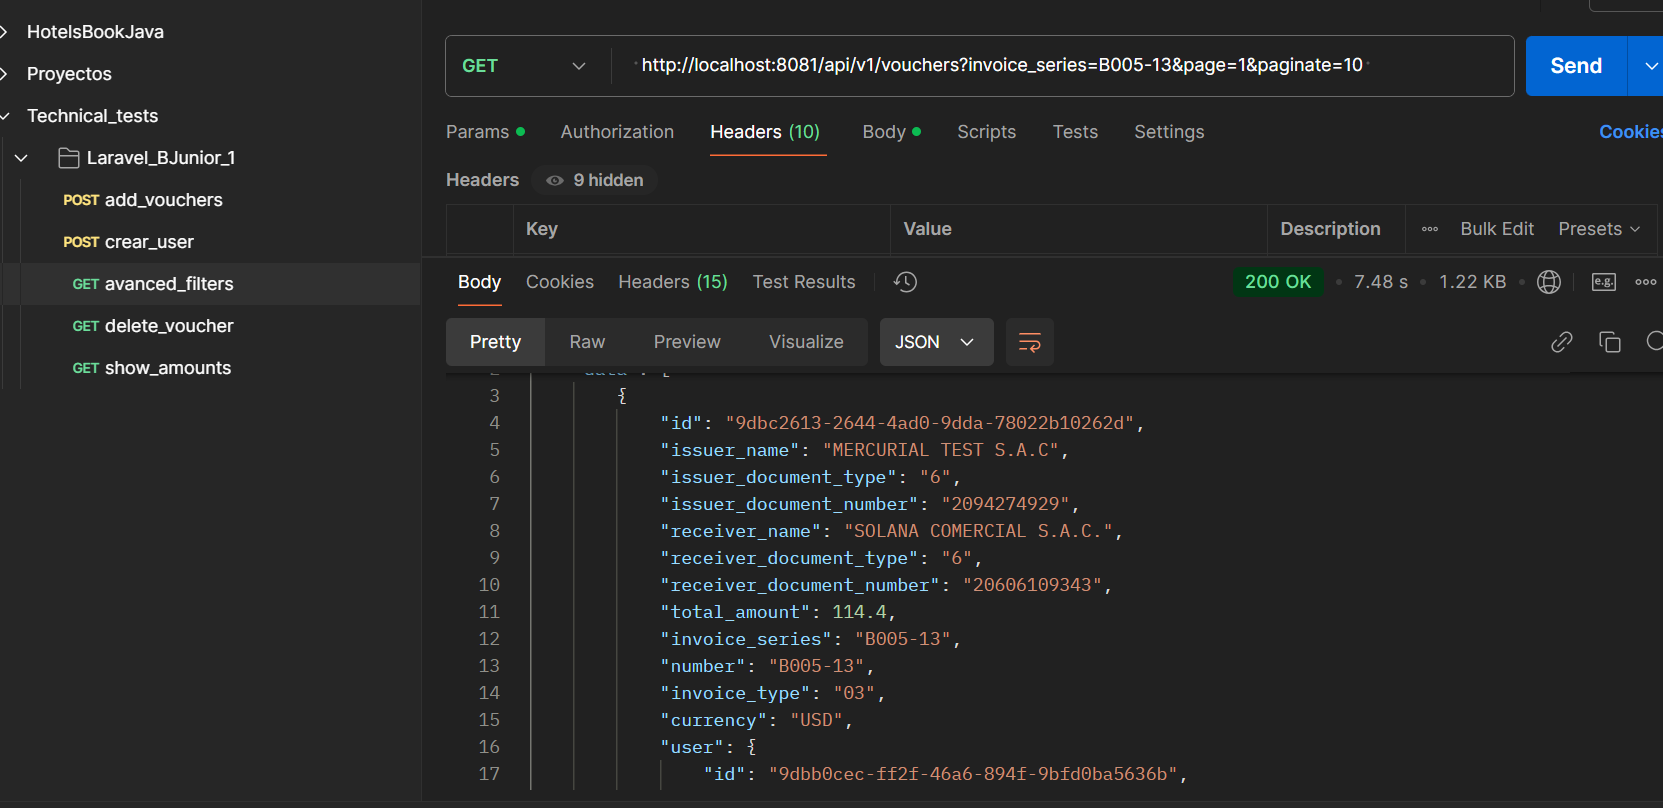 HotelsBookJava
Proyectos
Technical_tests
Laravel_BJunior_1
POST add_vouchers
POST crear_user
GET avanced_filters
GET delete_voucher
GET show_amounts
GET http://localhost:8081/api/v1/vouchers?invoice_series=B005-13&page=1&paginate=10 Send
Params Authorization Headers (10) Body Scripts Tests Settings Cookies
Headers 9 hidden
Key Value Description Bulk Edit Presets
Body Cookies Headers (15) Test Results 200 OK 7.48 s 1.22 KB e.g.
Pretty Raw Preview Visualize JSON
3 {
4 "id": "9dbc2613-2644-4ad0-9dda-78022b10262d",
5 "issuer_name": "MERCURIAL TEST S.A.C",
6 "issuer_document_type": "6",
7 "issuer_document_number": "2094274929",
8 "receiver_name": "SOLANA COMERCIAL S.A.C.",
9 "receiver_document_type": "6",
10 "receiver_document_number": "20606109343",
11 "total_amount": 114.4,
12 "invoice_series": "B005-13",
13 "number": "B005-13",
14 "invoice_type": "03",
15 "currency": "USD",
16 "user": {
17 "id": "9dbb0cec-ff2f-46a6-894f-9bfd0ba5636b",